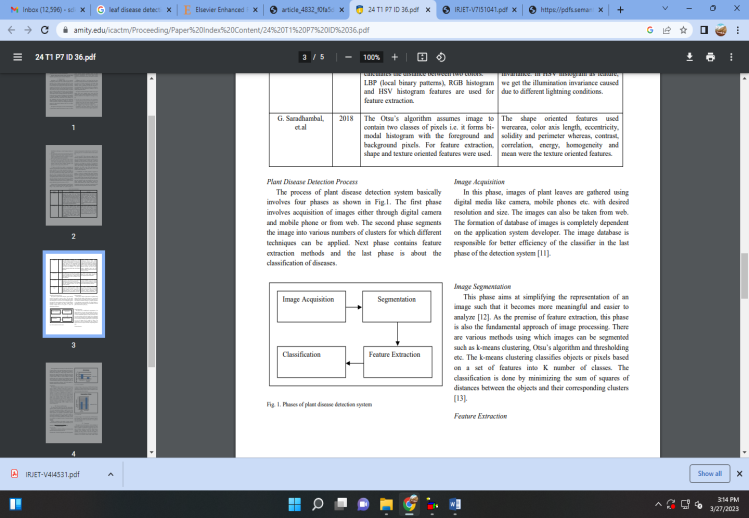 Inbox (12,596) - sol
leaf disease detecti
Elsevier Enhanced
article_4832_f0fa5c
24 T1 P7 ID 36.pdf
IRJET-V7I51041.pdf
https://pdfs.seman
amity.edu/icactm/Proceeding/Paper%20Index%20Content/24%20T1%20P7%20ID%2036.pdf
24 T1 P7 ID 36.pdf
3 / 5
100%
1
2
3
4
calculates the distance between two colors.
LBP (local binary patterns), RGB histogram
and HSV histogram features are used for
feature extraction.
invariance. In HSV histogram as feature,
we get the illumination invariance caused
due to different lightning conditions.
G. Saradhambal,
et.al
2018
The Otsu's algorithm assumes image to
contain two classes of pixels i.e. it forms bi-
modal histogram with the foreground and
background pixels. For feature extraction,
shape and texture oriented features were used.
The shape oriented features used
werearea, color axis length, eccentricity,
solidity and perimeter whereas, contrast,
correlation, energy, homogeneity and
mean were the texture oriented features.
Plant Disease Detection Process
The process of plant disease detection system basically
involves four phases as shown in Fig.1. The first phase
involves acquisition of images either through digital camera
and mobile phone or from web. The second phase segments
the image into various numbers of clusters for which different
techniques can be applied. Next phase contains feature
extraction methods and the last phase is about the
classification of diseases.
Image Acquisition
Segmentation
Classification
Feature Extraction
Fig. 1. Phases of plant disease detection system
Image Acquisition
In this phase, images of plant leaves are gathered using
digital media like camera, mobile phones etc. with desired
resolution and size. The images can also be taken from web.
The formation of database of images is completely dependent
on the application system developer. The image database is
responsible for better efficiency of the classifier in the last
phase of the detection system [11].
Image Segmentation
This phase aims at simplifying the representation of an
image such that it becomes more meaningful and easier to
analyze [12]. As the premise of feature extraction, this phase
is also the fundamental approach of image processing. There
are various methods using which images can be segmented
such as k-means clustering, Otsu's algorithm and thresholding
etc. The k-means clustering classifies objects or pixels based
on a set of features into K number of classes. The
classification is done by minimizing the sum of squares of
distances between the objects and their corresponding clusters
[13].
Feature Extraction
IRJET-V4I4531.pdf
Show all
3:14 PM
3/27/2023